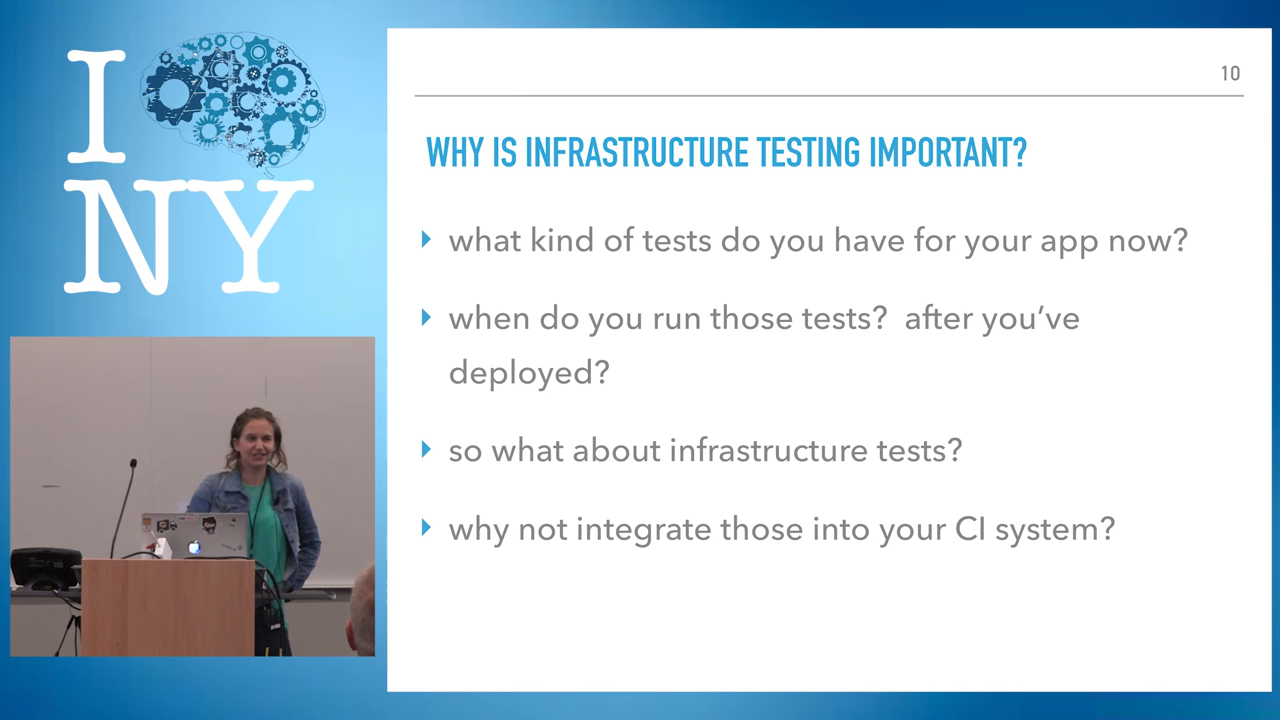 I
NY
10
WHY IS INFRASTRUCTURE TESTING IMPORTANT?
what kind of tests do you have for your app now?
when do you run those tests?  after you’ve
deployed?
so what about infrastructure tests?
why not integrate those into your CI system?